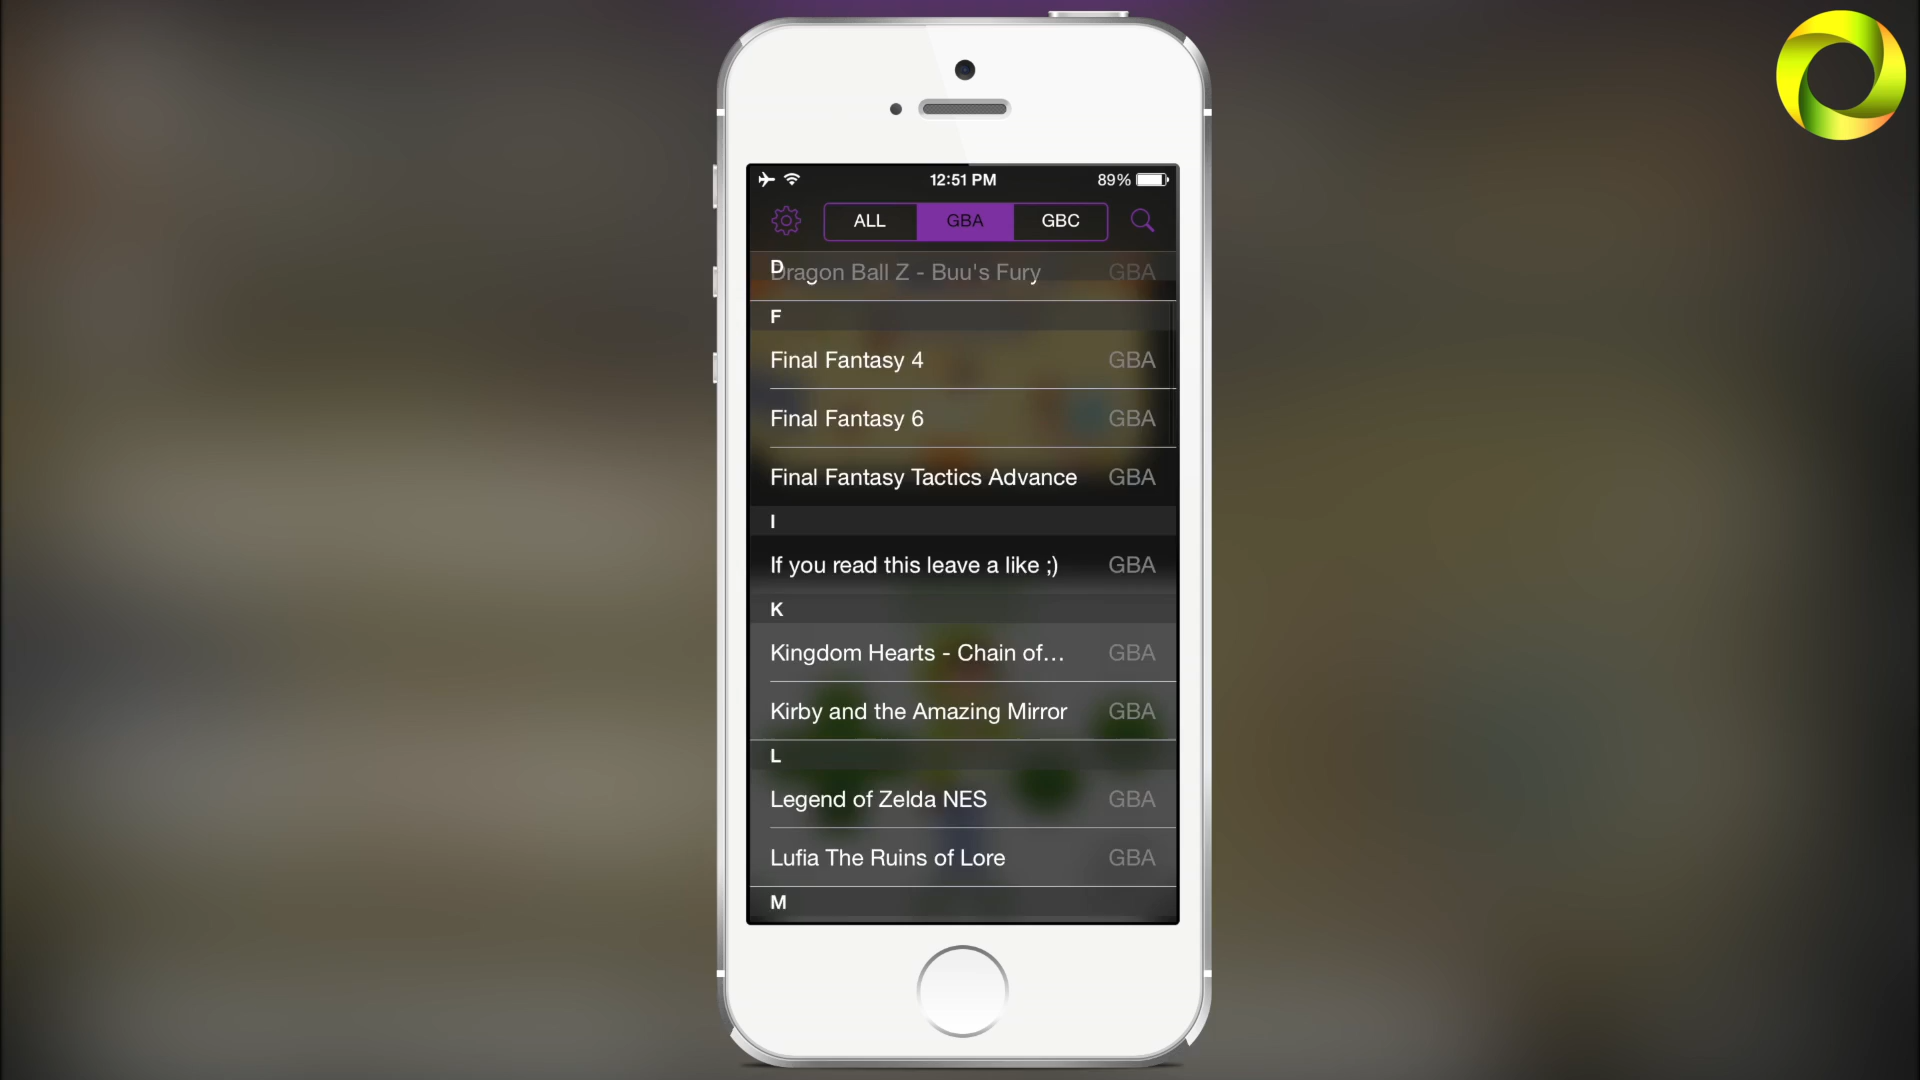 12:51 PM
89%
ALL
GBA
GBC
D
Dragon Ball Z - Buu's Fury GBA
F
Final Fantasy 4 GBA
Final Fantasy 6 GBA
Final Fantasy Tactics Advance GBA
I
If you read this leave a like ;) GBA
K
Kingdom Hearts - Chain of... GBA
Kirby and the Amazing Mirror GBA
L
Legend of Zelda NES GBA
Lufia The Ruins of Lore GBA
M